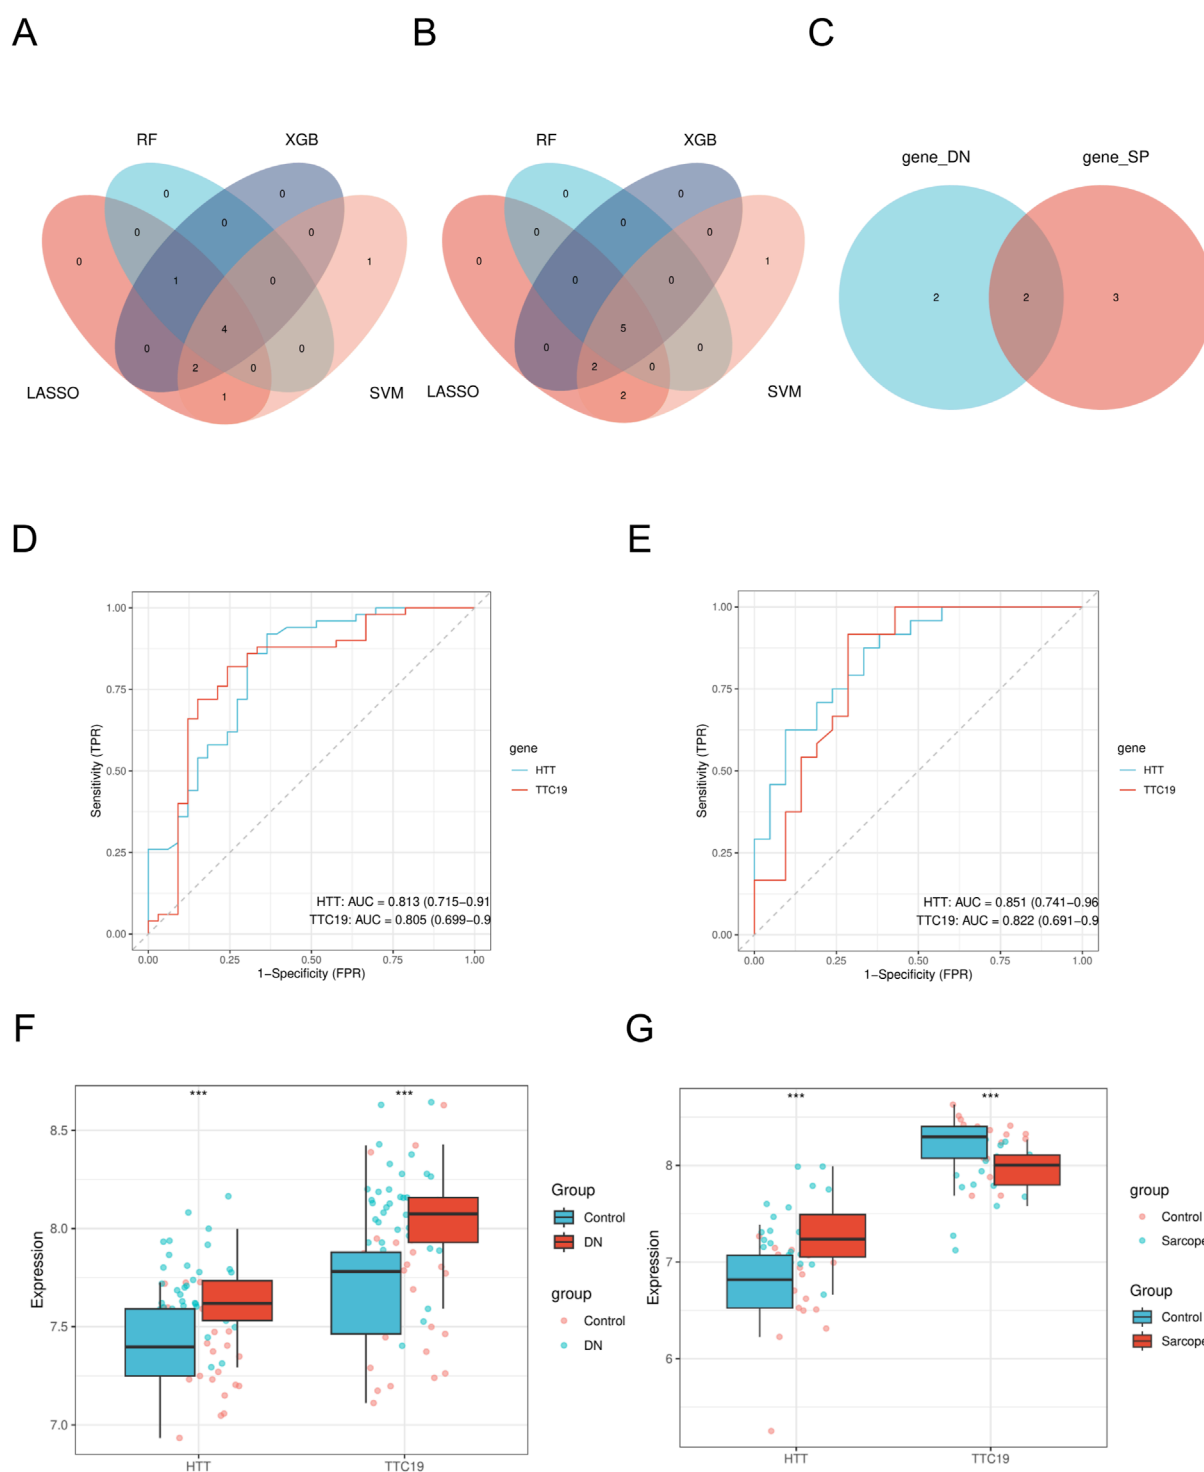 A
B
C
RF
XGB
0
0
0
0
0
0
1
1
0
4
0
0
2
0
1
LASSO
SVM
RF
XGB
0
0
0
0
0
0
1
0
0
5
0
0
2
0
2
LASSO
SVM
gene_DN
gene_SP
2
2
3
D
Sensitivity (TPR)
1.00
0.75
0.50
0.25
0.00
HTT: AUC = 0.813 (0.715−0.91
TTC19: AUC = 0.805 (0.699−0.9
0.00
0.25
0.50
0.75
1.00
1−Specificity (FPR)
gene
HTT
TTC19
E
Sensitivity (TPR)
1.00
0.75
0.50
0.25
0.00
HTT: AUC = 0.851 (0.741−0.96
TTC19: AUC = 0.822 (0.691−0.9
0.00
0.25
0.50
0.75
1.00
1−Specificity (FPR)
gene
HTT
TTC19
F
Expression
8.5
8.0
7.5
7.0
***
***
HTT
TTC19
Group
Control
DN
group
Control
DN
G
Expression
8
7
6
***
***
HTT
TTC19
group
Control
Sarcope
Group
Control
Sarcope